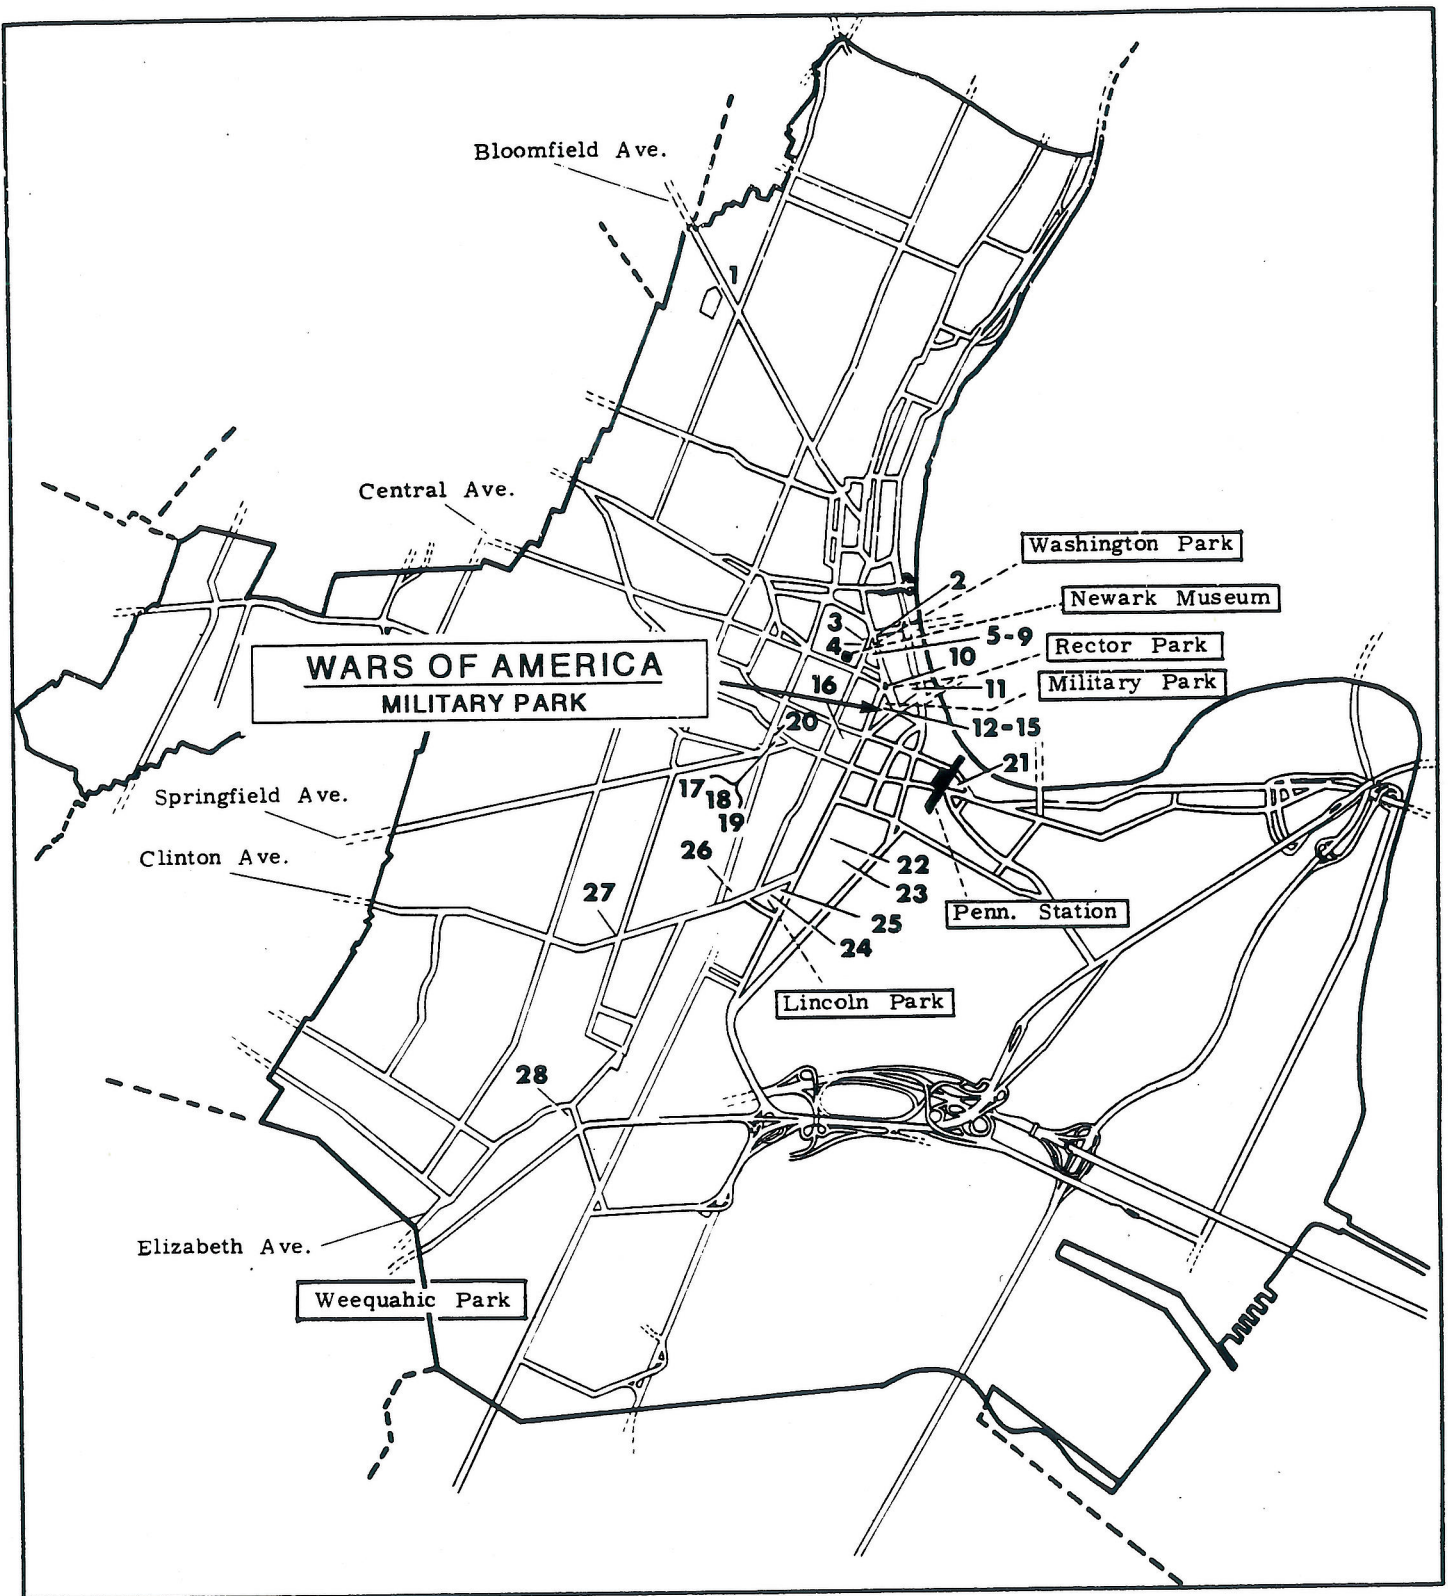 Bloomfield Ave.
1
Central Ave.
Washington Park
2
Newark Museum
3
4
5-9
Rector Park
10
WARS OF AMERICA
MILITARY PARK
16
11
Military Park
20
12-15
21
17
18
19
Springfield Ave.
Clinton Ave.
26
22
27
23
Penn. Station
25
24
Lincoln Park
28
Elizabeth Ave.
Weequahic Park